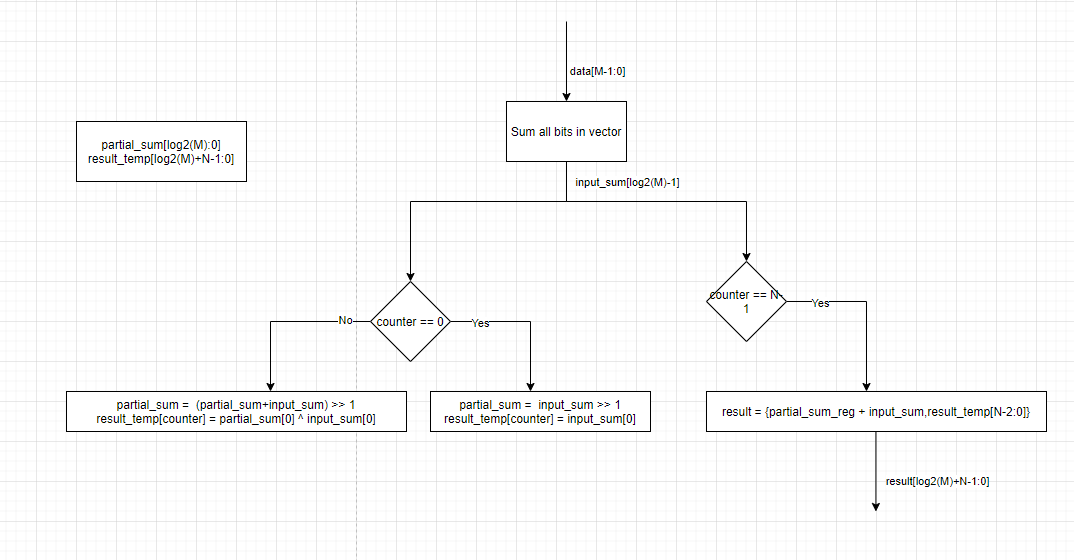 data[M-1:0]
Sum all bits in vector
partial_sum[log2(M):0]
result_temp[log2(M)+N-1:0]
input_sum[log2(M)-1]
counter == 0
No
Yes
counter == N-
1
Yes
partial_sum = (partial_sum+input_sum) >> 1
result_temp[counter] = partial_sum[0] ^ input_sum[0]
partial_sum = input_sum >> 1
result_temp[counter] = input_sum[0]
result = {partial_sum_reg + input_sum,result_temp[N-2:0]}
result[log2(M)+N-1:0]